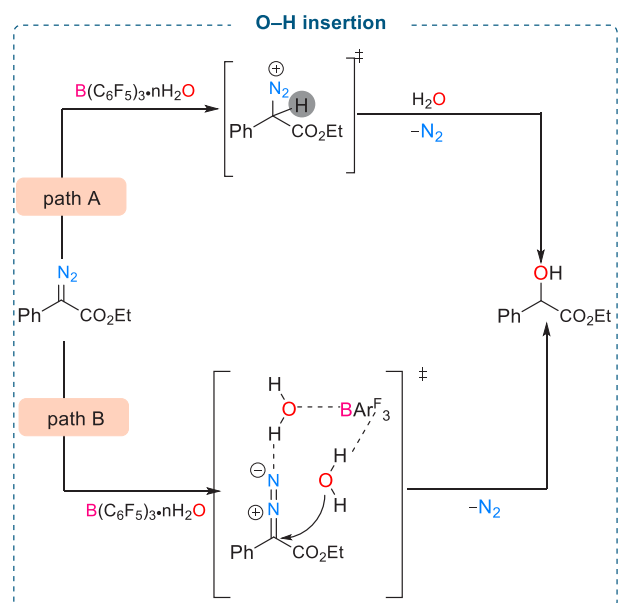 O–H insertion
B(C₆F₅)₃•nH₂O
⊕
N₂
H
Ph
CO₂Et
‡
H₂O
−N₂
path A
N₂
Ph
CO₂Et
OH
Ph
CO₂Et
path B
B(C₆F₅)₃•nH₂O
‡
H
O
BArᶠ₃
H
H
⊖
N
O
H
N
⊕
Ph
CO₂Et
−N₂